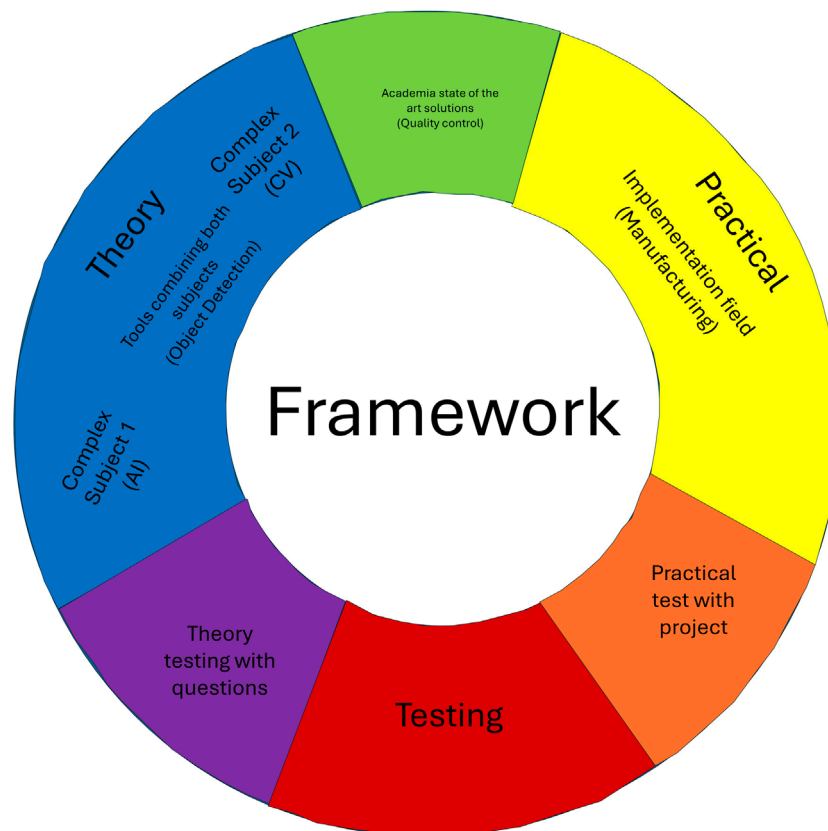 Academia state of the
art solutions
(Quality control)
Practical
Implementation field
(Manufacturing)
Practical
test with
project
Testing
Theory
testing with
questions
Theory
Complex
Subject 1
(AI)
Tools combining both
subjects
(Object Detection)
Complex
Subject 2
(CV)
Framework